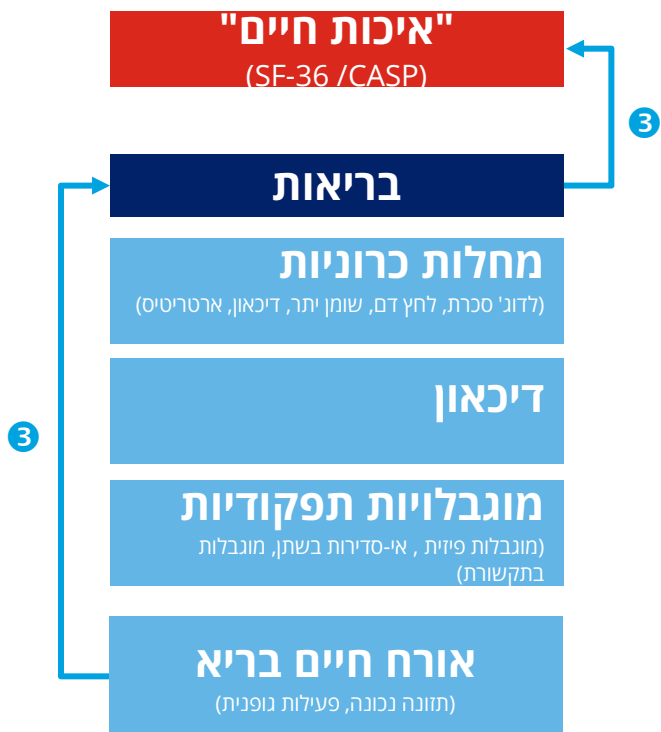 "איכות חיים"
(SF-36 /CASP)
3
בריאות
מחלות כרוניות
(לדוג' סכרת, לחץ דם, שומן יתר, דיכאון, ארטריטיס)
דיכאון
3
מוגבלויות תפקודיות
(מוגבלות פיזית , אי-סדירות בשתן, מוגבלות
בתקשורת)
אורח חיים בריא
(תזונה נכונה, פעילות גופנית)